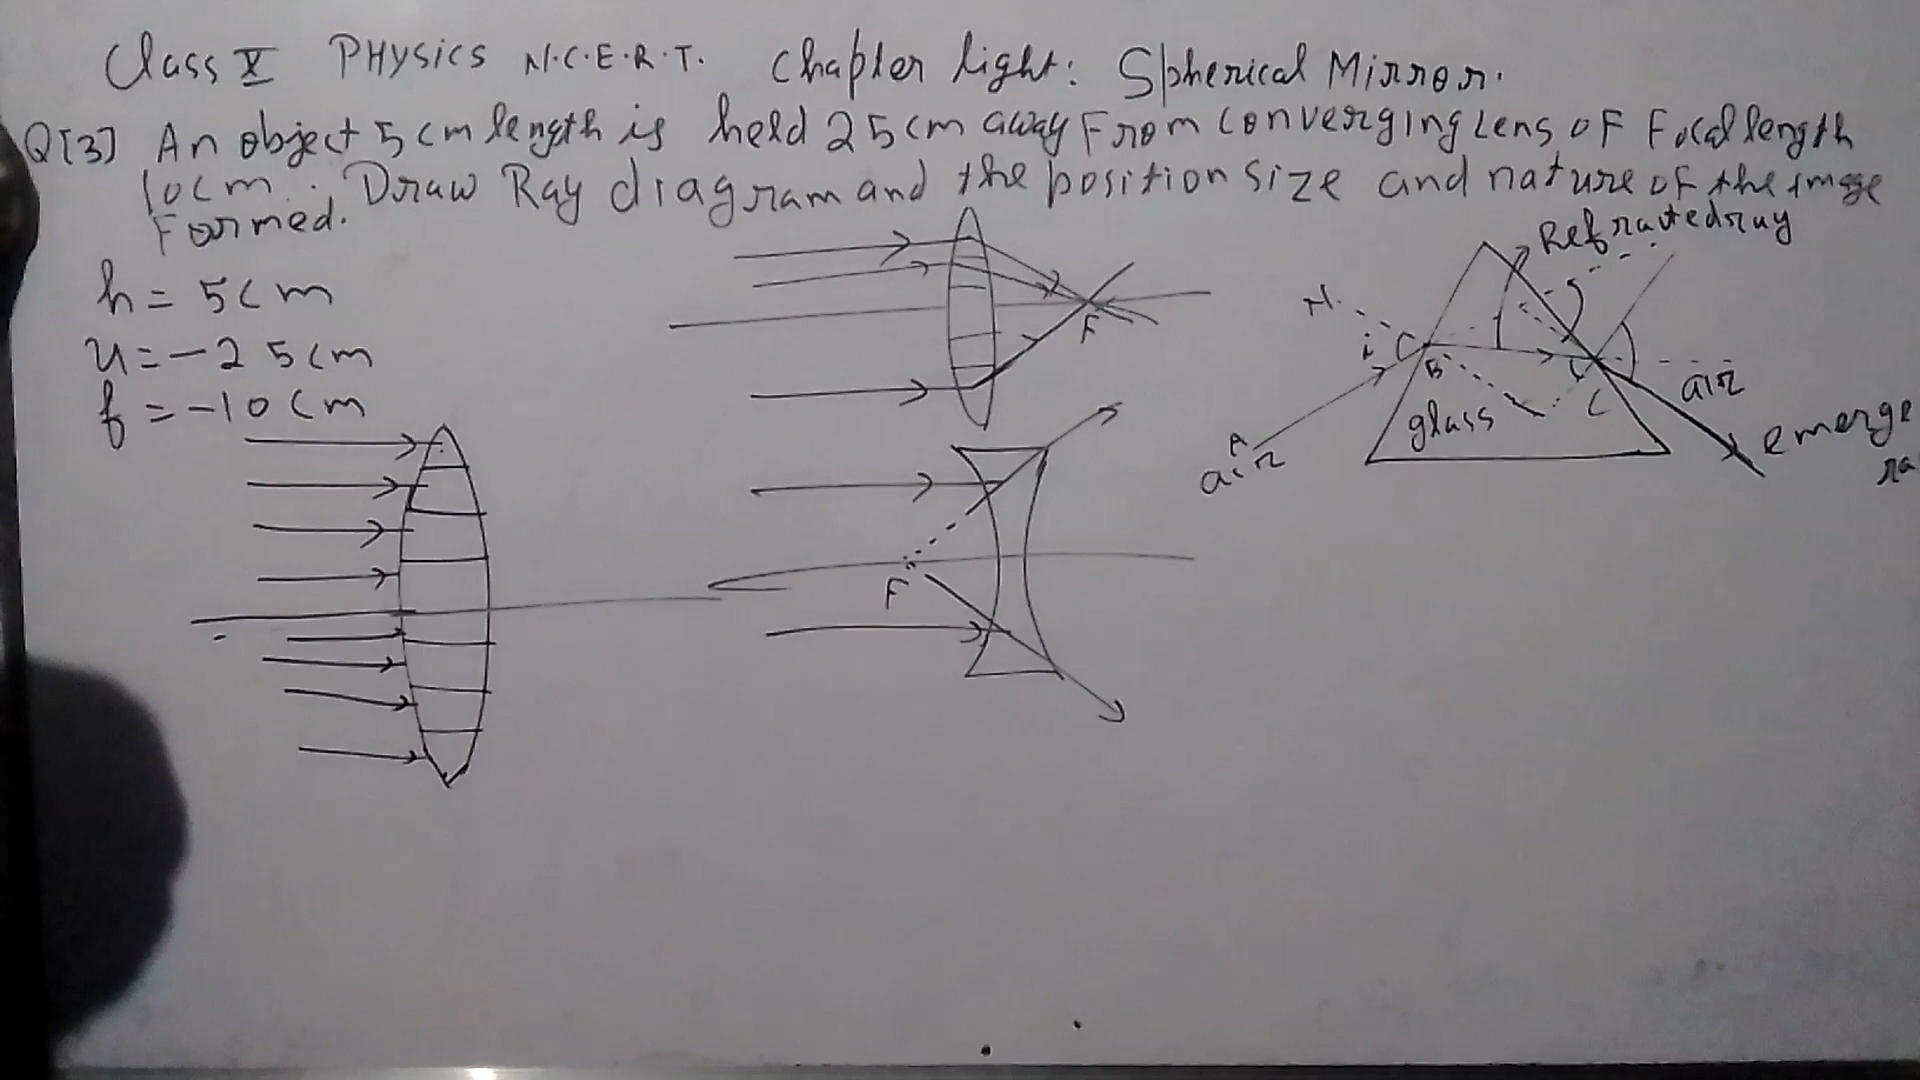 Class X PHysics N.C.E.R.T. Chapter light: Spherical Mirror.
Q[3] An object 5cm length is held 25cm away From converging Lens of Focal length
10cm. Draw Ray diagram and the position size and nature of the image
Formed.
h = 5cm
u = -25cm
f = -10cm
F
F
Refracted ray
N.
i
B
C
glass
air
A
air
emerge
ra